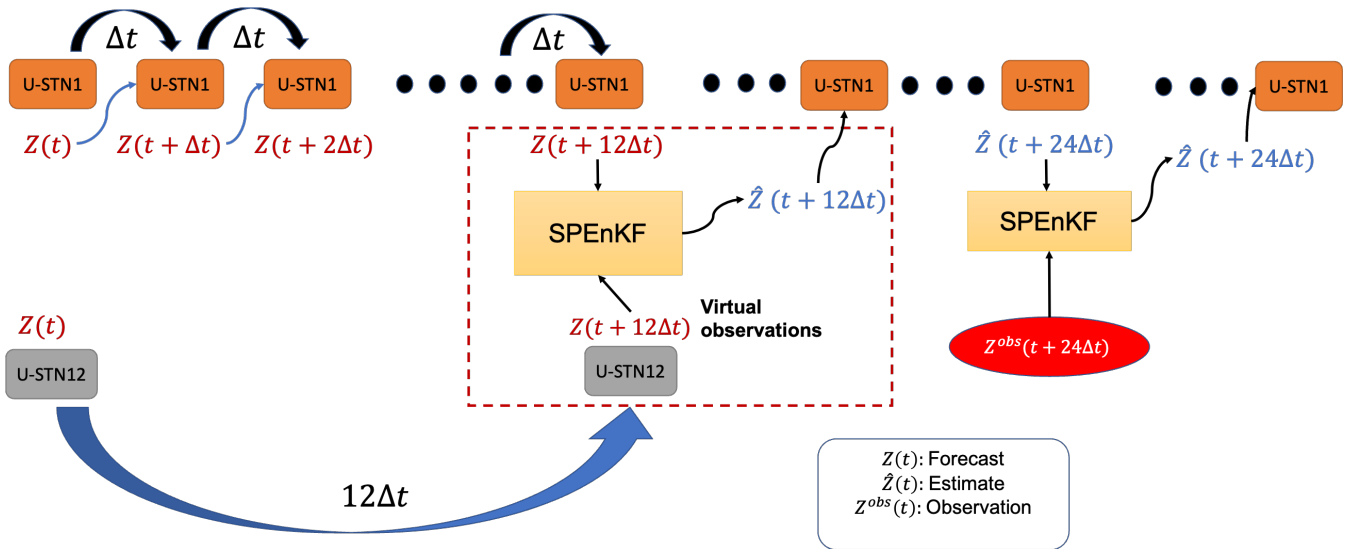 Δt
Δt
Δt
U-STN1
U-STN1
U-STN1
U-STN1
U-STN1
U-STN1
U-STN1
Z(t)
Z(t + Δt)
Z(t + 2Δt)
Z(t + 12Δt)
Ẑ (t + 24Δt)
Ẑ (t + 24Δt)
SPEnKF
Ẑ (t + 12Δt)
SPEnKF
Virtual
observations
Z(t + 12Δt)
Z(t)
U-STN12
U-STN12
Z^obs(t + 24Δt)
12Δt
Z(t): Forecast
Ẑ(t): Estimate
Z^obs(t): Observation